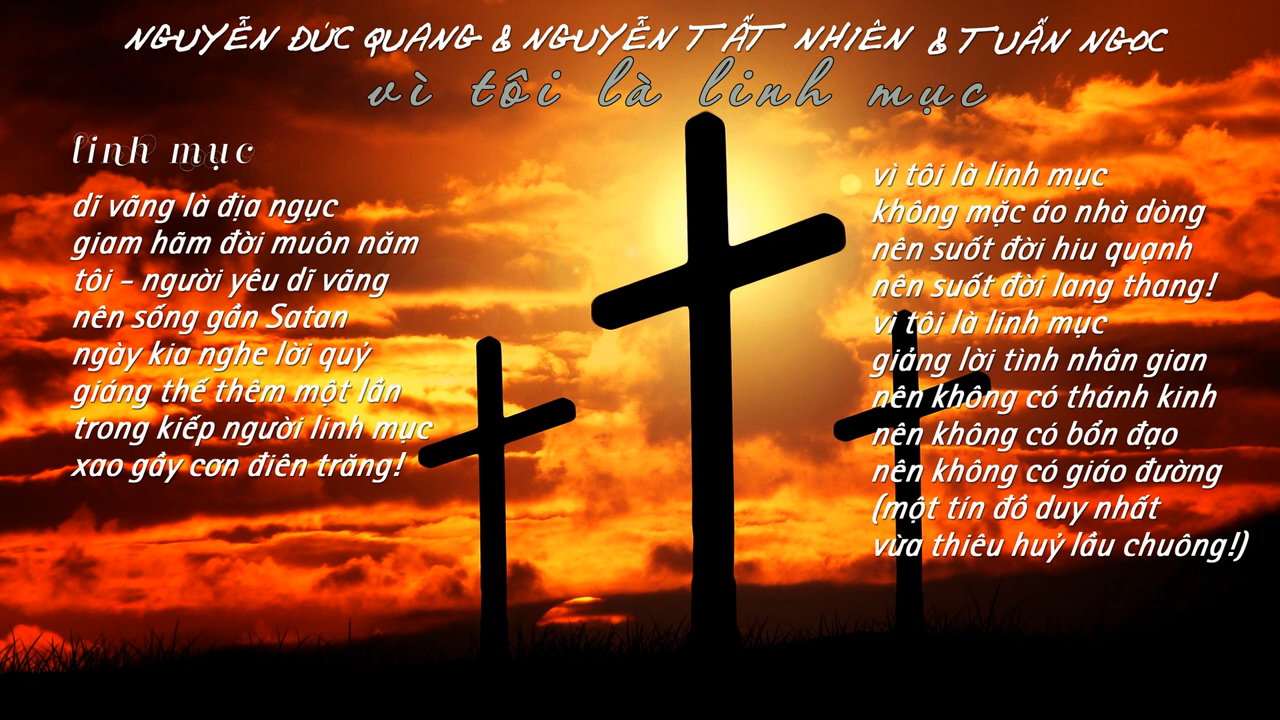 NGUYỄN ĐỨC QUANG & NGUYỄN TẤT NHIÊN & TUẤN NGỌC
vì tôi là linh mục
linh mục
dĩ vãng là địa ngục
giam hãm đời muôn năm
tôi – người yêu dĩ vãng
nên sống gần Satan
ngày kia nghe lời quỷ
giáng thế thêm một lần
trong kiếp người linh mục
xao gầy cơn điên trăng!
vì tôi là linh mục
không mặc áo nhà dòng
nên suốt đời hiu quạnh
nên suốt đời lang thang!
vì tôi là linh mục
giảng lời tình nhân gian
nên không có thánh kinh
nên không có bổn đạo
nên không có giáo đường
(một tín đồ duy nhất
vừa thiêu huỷ lầu chuông!)